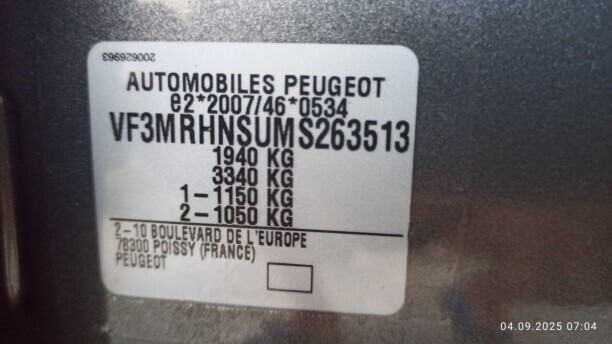 200626963
AUTOMOBILES PEUGEOT
e2*2007/46*0534
VF3MRHNSUMS263513
1940 KG
3340 KG
1-1150 KG
2-1050 KG
2-10 BOULEVARD DE L'EUROPE
78300 POISSY (FRANCE)
PEUGEOT
04.09.2025 07:04